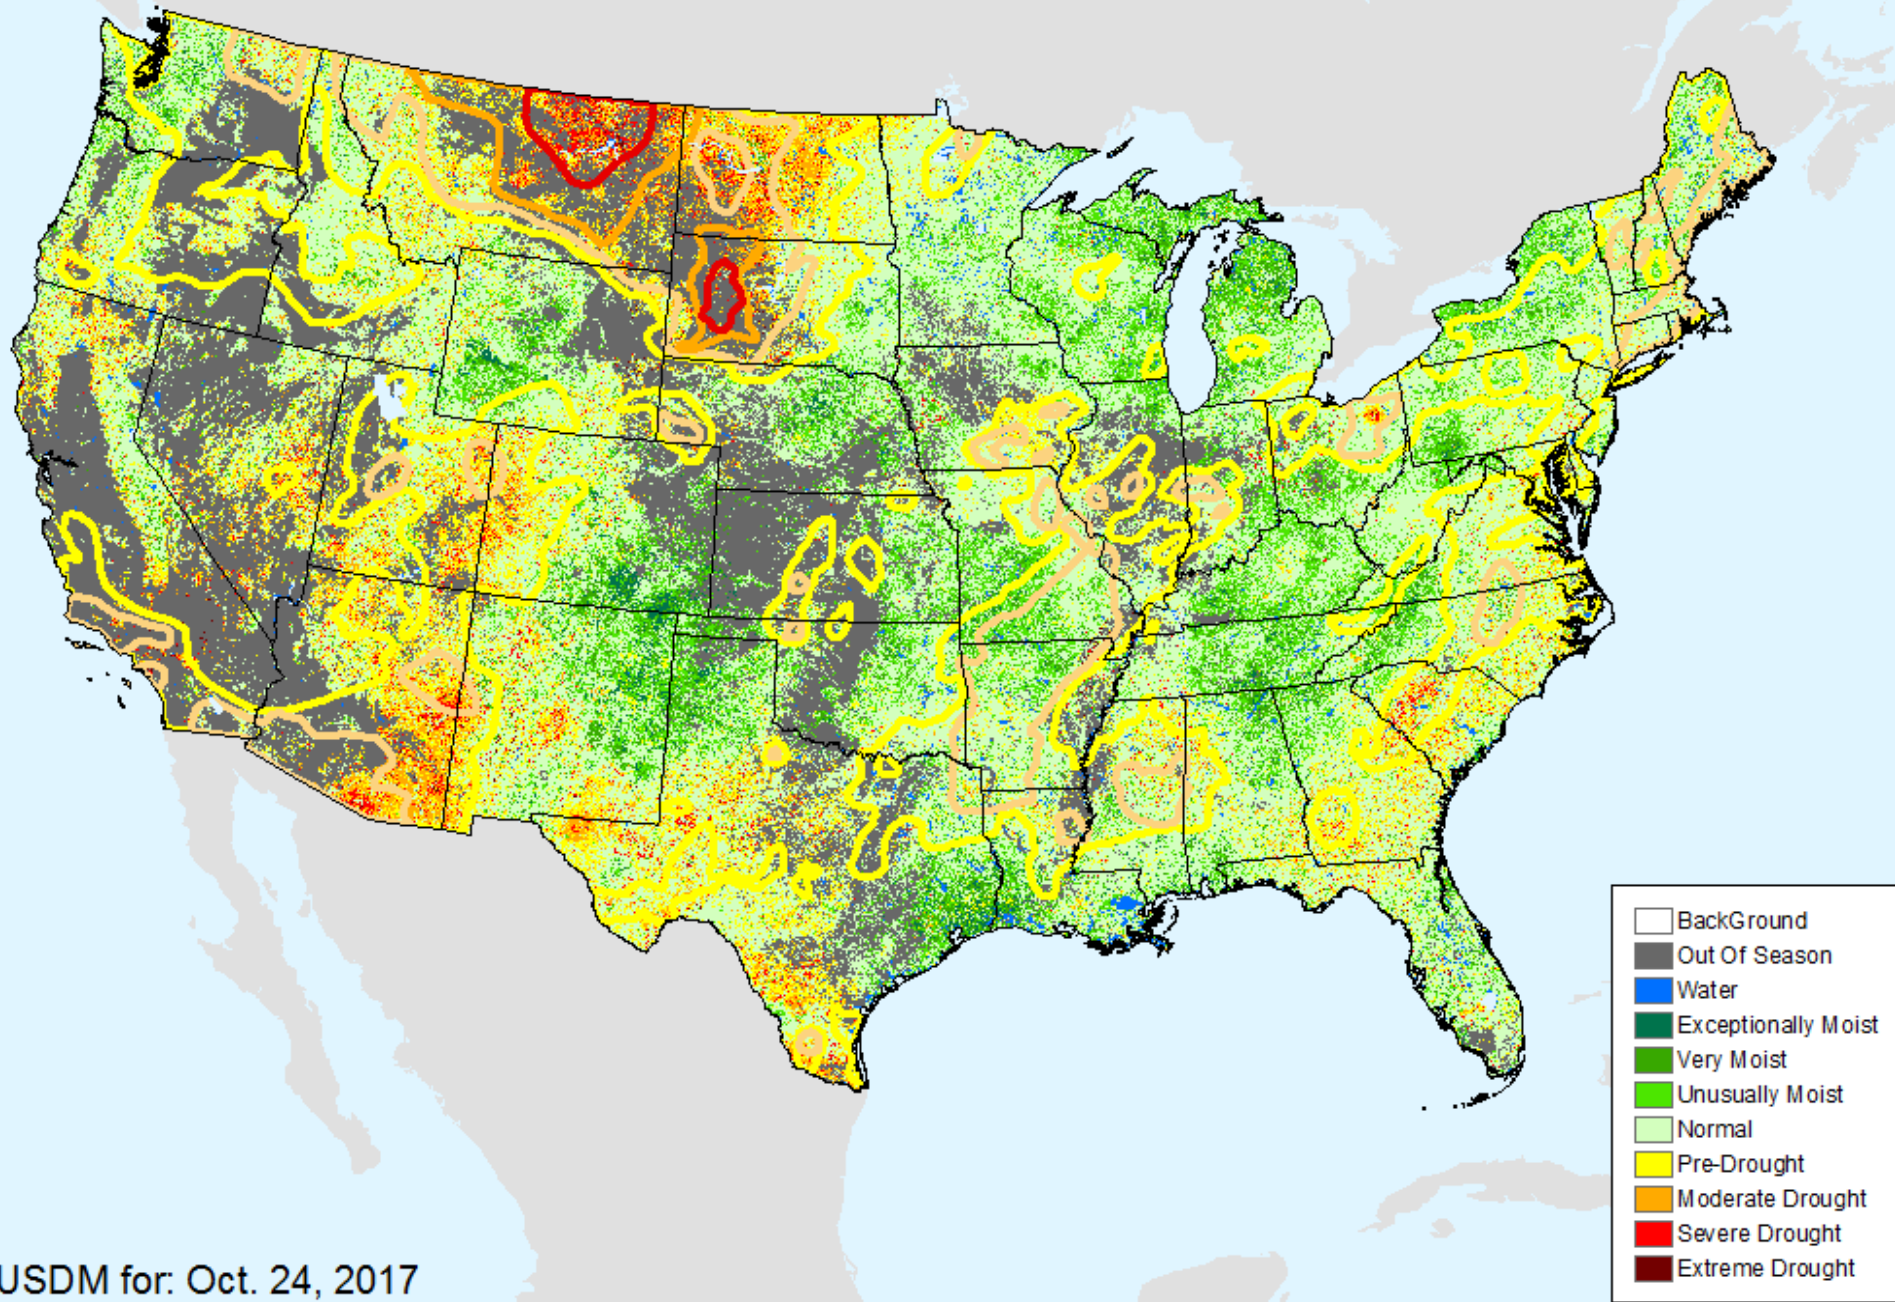 BackGround
Out Of Season
Water
Exceptionally Moist
Very Moist
Unusually Moist
Normal
Pre-Drought
Moderate Drought
Severe Drought
Extreme Drought
USDM for: Oct. 24, 2017